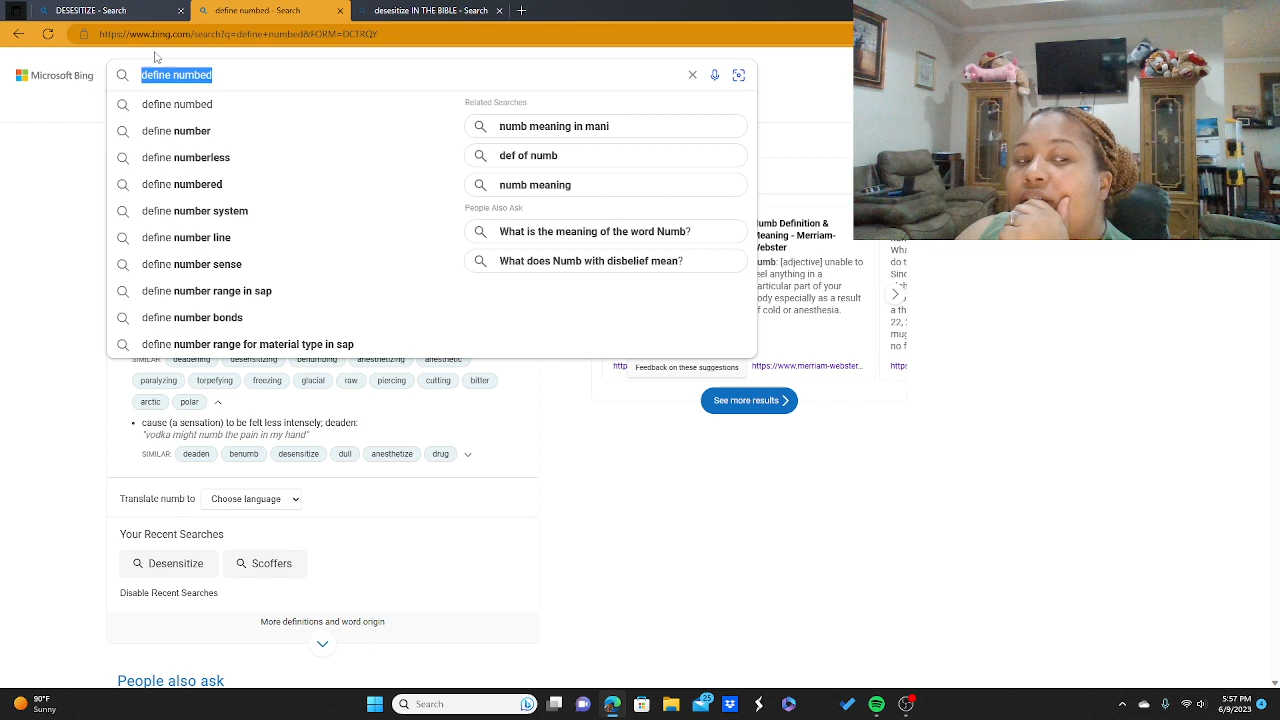 DESESITIZE - Search
define numbed - Search
desesitize IN THE BIBLE - Search
https://www.bing.com/search?q=define+numbed&FORM=DCTRQY
Microsoft Bing
define numbed
define numbed
define number
define numberless
define numbered
define number system
define number line
define number sense
define number range in sap
define number bonds
define number range for material type in sap
Related Searches
numb meaning in mani
def of numb
numb meaning
People Also Ask
What is the meaning of the word Numb?
What does Numb with disbelief mean?
Feedback on these suggestions
Definition &
Meaning - Merriam-
Webster
[adjective] unable to
feel anything in a
particular part of your
body especially as a result
of cold or anesthesia.
http
https://www.merriam-webster...
https
See more results
SIMILAR: deadening desensitizing benumbing anesthetizing anesthetic
paralyzing torpefying freezing glacial raw piercing cutting bitter
arctic polar
cause (a sensation) to be felt less intensely; deaden:
"vodka might numb the pain in my hand"
SIMILAR: deaden benumb desensitize dull anesthetize drug
Translate numb to Choose language
Your Recent Searches
Desensitize Scoffers
Disable Recent Searches
More definitions and word origin
People also ask
90°F
Sunny
Search
25
5:57 PM
6/9/2023
4